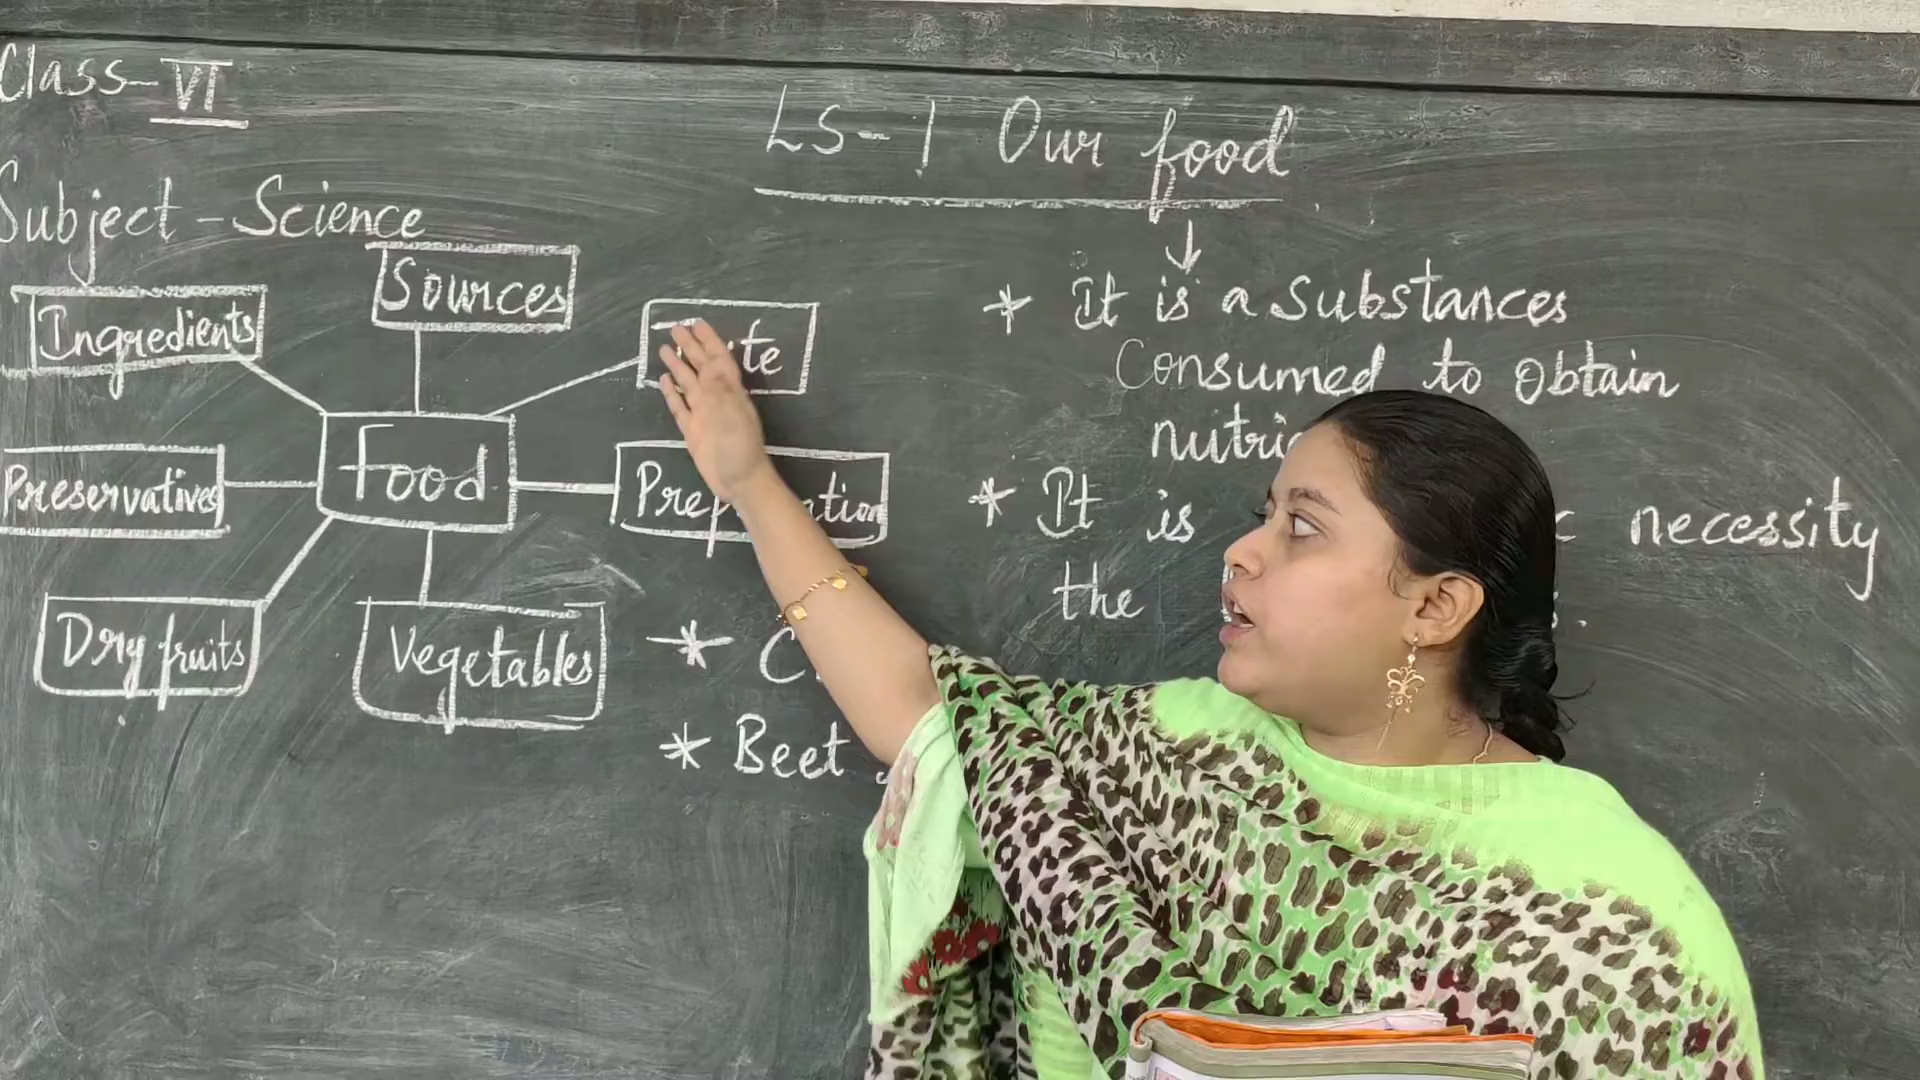 Class-VI
LS-1 Our food
Subject - Science
Sources
Ingredients
Food
Preservatives
Dry fruits
Vegetables
* It is a Substances
Consumed to obtain
* It is necessity
the
* Beet